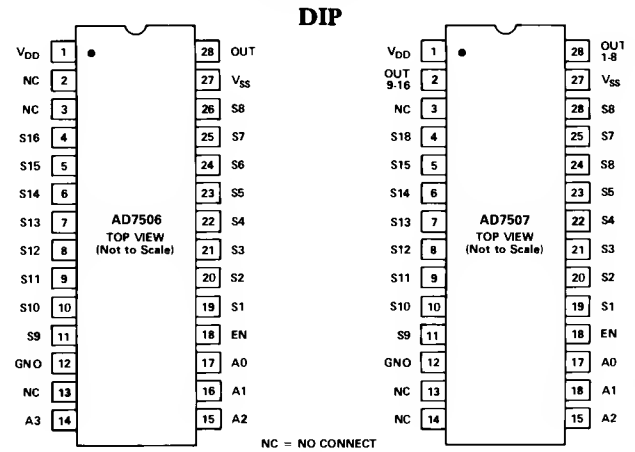 DIP
VDD 1 28 OUT
NC 2 27 VSS
NC 3 26 S8
S16 4 25 S7
S15 5 24 S6
S14 6 23 S5
S13 7 22 S4
S12 8 21 S3
S11 9 20 S2
S10 10 19 S1
S9 11 18 EN
GNO 12 17 A0
NC 13 16 A1
A3 14 15 A2
AD7506
TOP VIEW
(Not to Scale)
VDD 1 28 OUT 1-8
OUT 9-16 2 27 VSS
NC 3 28 S8
S18 4 25 S7
S15 5 24 S8
S14 6 23 S5
S13 7 22 S4
S12 8 21 S3
S11 9 20 S2
S10 10 19 S1
S9 11 18 EN
GNO 12 17 A0
NC 13 18 A1
NC 14 15 A2
AD7507
TOP VIEW
(Not to Scale)
NC = NO CONNECT